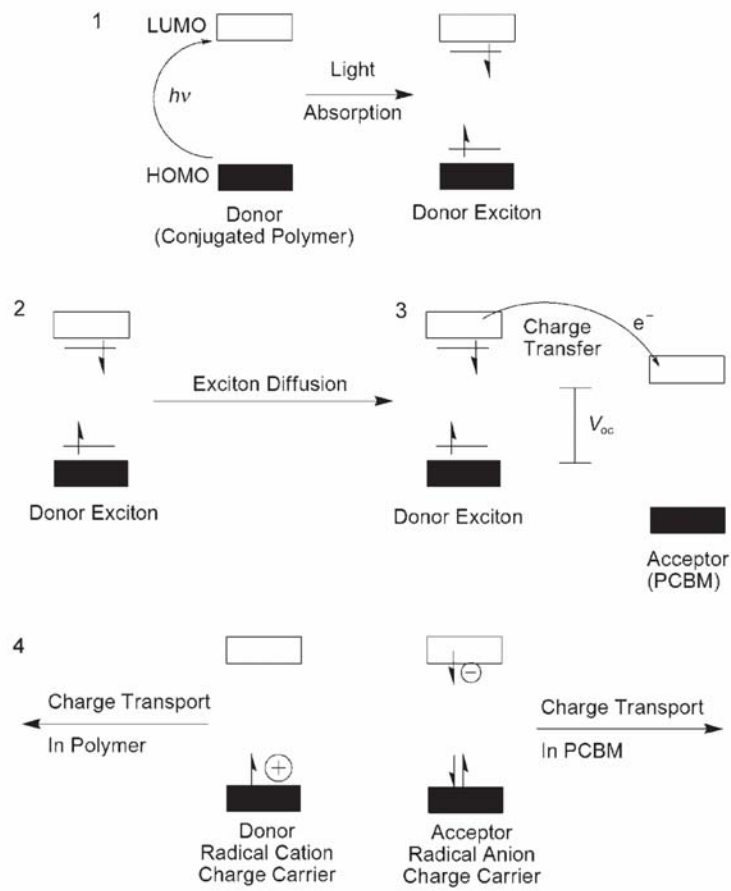 1
LUMO
hν
HOMO
Light
Absorption
Donor
(Conjugated Polymer)
Donor Exciton
2
Exciton Diffusion
Donor Exciton
3
Charge
Transfer
e⁻
Voc
Donor Exciton
Acceptor
(PCBM)
4
Charge Transport
In Polymer
+
−
Charge Transport
In PCBM
Donor
Radical Cation
Charge Carrier
Acceptor
Radical Anion
Charge Carrier